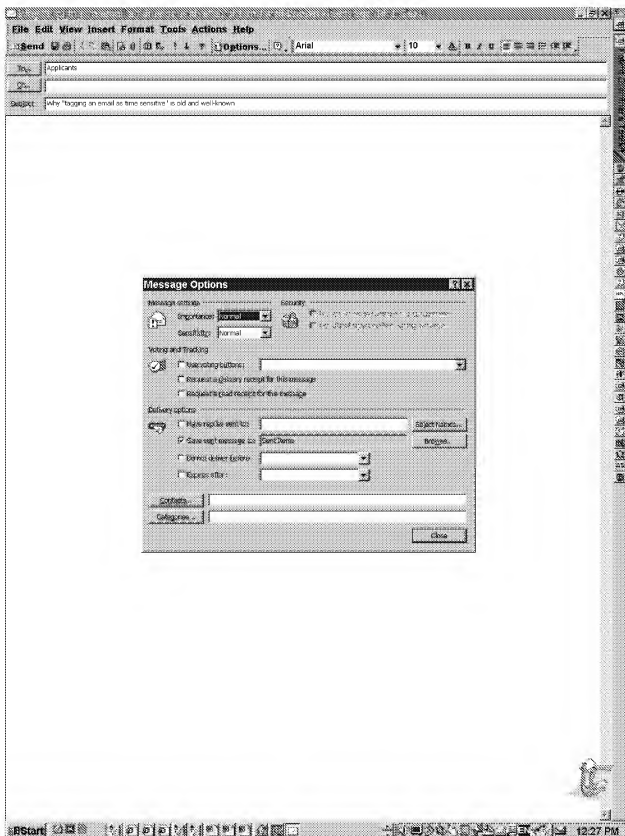 File Edit View Insert Format Tools Actions Help
Send Options... Arial 10 B I U
To... Applicants
Cc...
Subject: Why "tagging an email as time sensitive" is old and well-known
Message Options
Message settings Security
Importance: Normal
Sensitivity: Normal
Voting and Tracking
Use voting buttons:
Request a delivery receipt for this message
Request a read receipt for this message
Delivery options
Have replies sent to: Select Names...
Save sent message to: Sent Items Browse...
Do not deliver before:
Expires after:
Contacts...
Categories...
Close
Start 12:27 PM